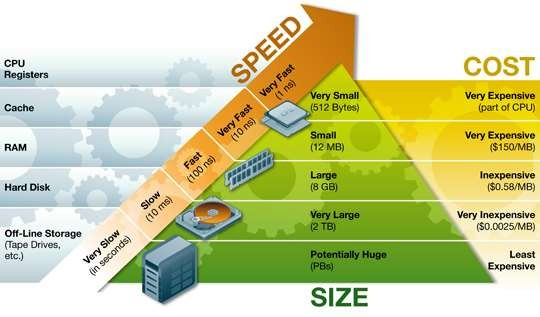 SPEED
COST
CPU
Registers
Very Fast
(1 ns)
Very Small
(512 Bytes)
Very Expensive
(part of CPU)
Cache
Very Fast
(10 ns)
Small
(12 MB)
Very Expensive
($150/MB)
RAM
Fast
(100 ns)
Large
(8 GB)
Inexpensive
($0.58/MB)
Hard Disk
Slow
(10 ms)
Very Large
(2 TB)
Very Inexpensive
($0.0025/MB)
Off-Line Storage
(Tape Drives,
etc.)
Very Slow
(in seconds)
Potentially Huge
(PBs)
Least
Expensive
SIZE